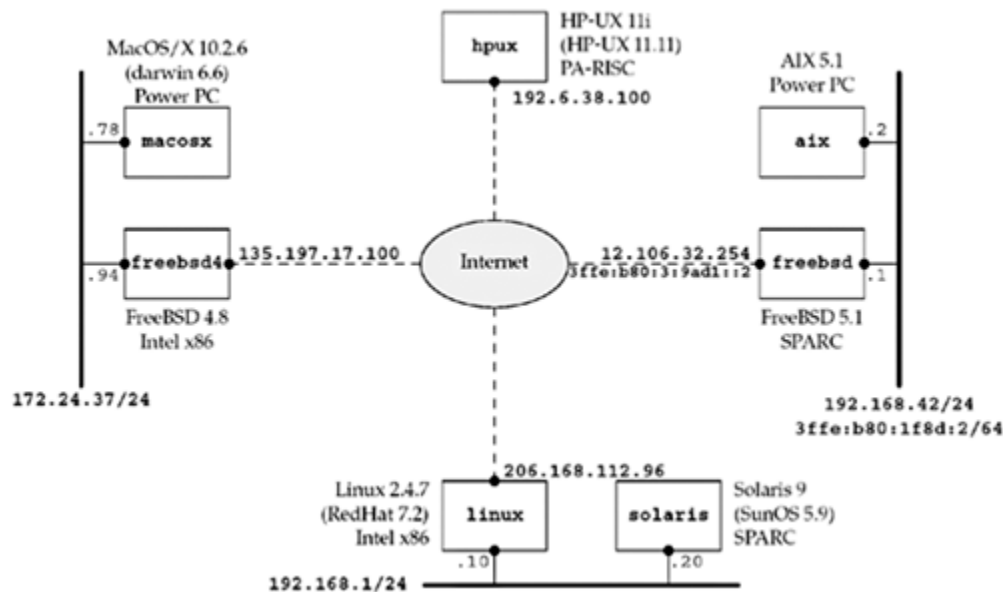 HP-UX 11i
(HP-UX 11.11)
PA-RISC
hpux
192.6.38.100
MacOS/X 10.2.6
(darwin 6.6)
Power PC
.78
macosx
AIX 5.1
Power PC
aix
.2
freebsd4
.94
135.197.17.100
FreeBSD 4.8
Intel x86
Internet
12.106.32.254
3ffe:b80:3:9ad1::2
freebsd
.1
FreeBSD 5.1
SPARC
172.24.37/24
192.168.42/24
3ffe:b80:1f8d:2/64
206.168.112.96
Linux 2.4.7
(RedHat 7.2)
Intel x86
linux
.10
solaris
Solaris 9
(SunOS 5.9)
SPARC
.20
192.168.1/24